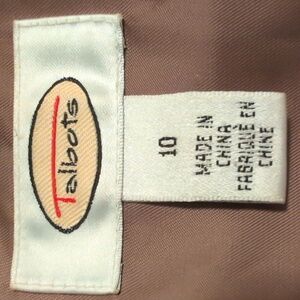 Talbots
10
MADE IN
CHINA
FABRIQUÉ EN
CHINE